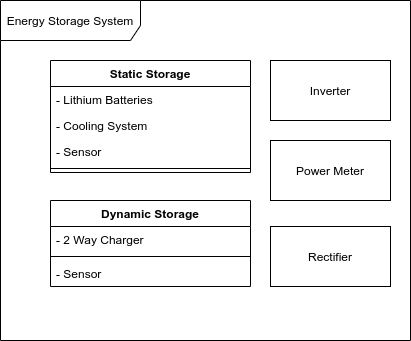 Energy Storage System
Static Storage
- Lithium Batteries
- Cooling System
- Sensor
Inverter
Power Meter
Dynamic Storage
- 2 Way Charger
- Sensor
Rectifier